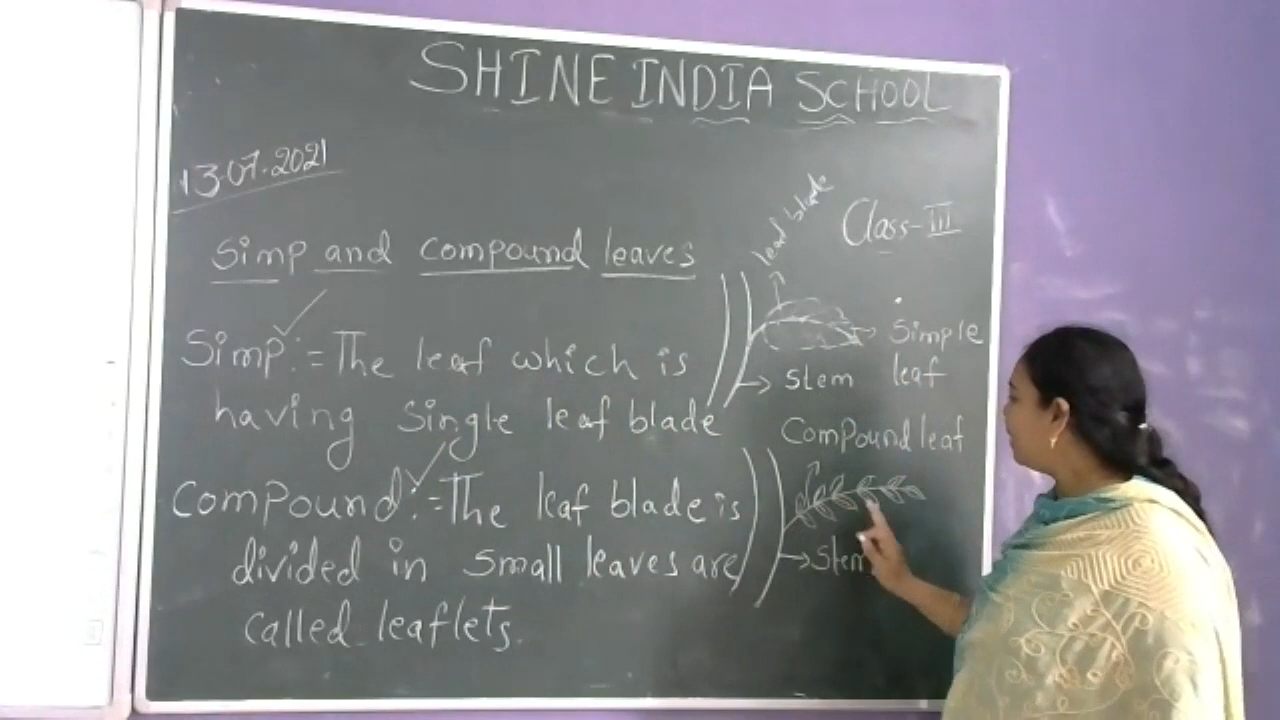 SHINE INDIA SCHOOL
13.07.2021
Class-III
Simp and compound leaves
Simp:= The leaf which is
having single leaf blade
Compound:= The leaf blade is
divided in small leaves are
called leaflets.
leaf blade
Simple
leaf
Stem
Compound leaf
Stem